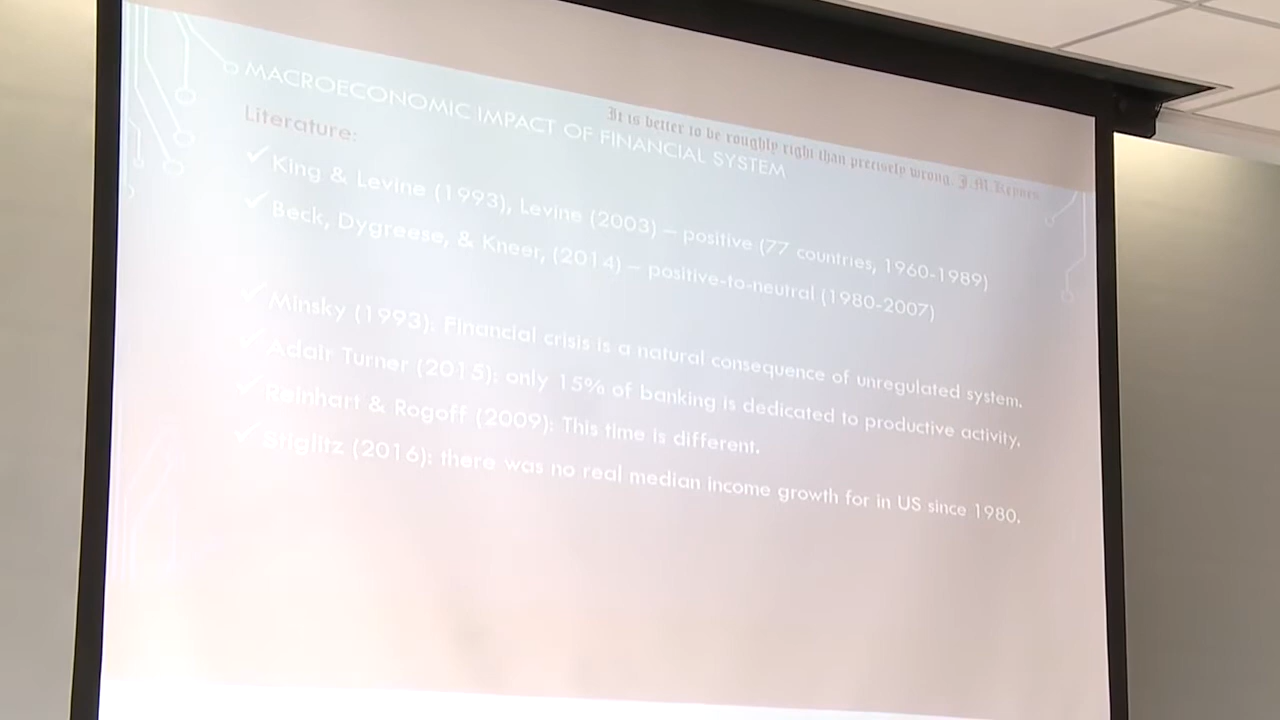 It is better to be roughly right than precisely wrong. J.M.Keynes
MACROECONOMIC IMPACT OF FINANCIAL SYSTEM
Literature:
✓ King & Levine (1993), Levine (2003) – positive (77 countries, 1960-1989)
✓ Beck, Dygreese, & Kneer, (2014) – positive-to-neutral (1980-2007)
✓ Minsky (1993): Financial crisis is a natural consequence of unregulated system.
✓ Adair Turner (2015): only 15% of banking is dedicated to productive activity.
✓ Reinhart & Rogoff (2009): This time is different.
✓ Stiglitz (2016): there was no real median income growth for in US since 1980.